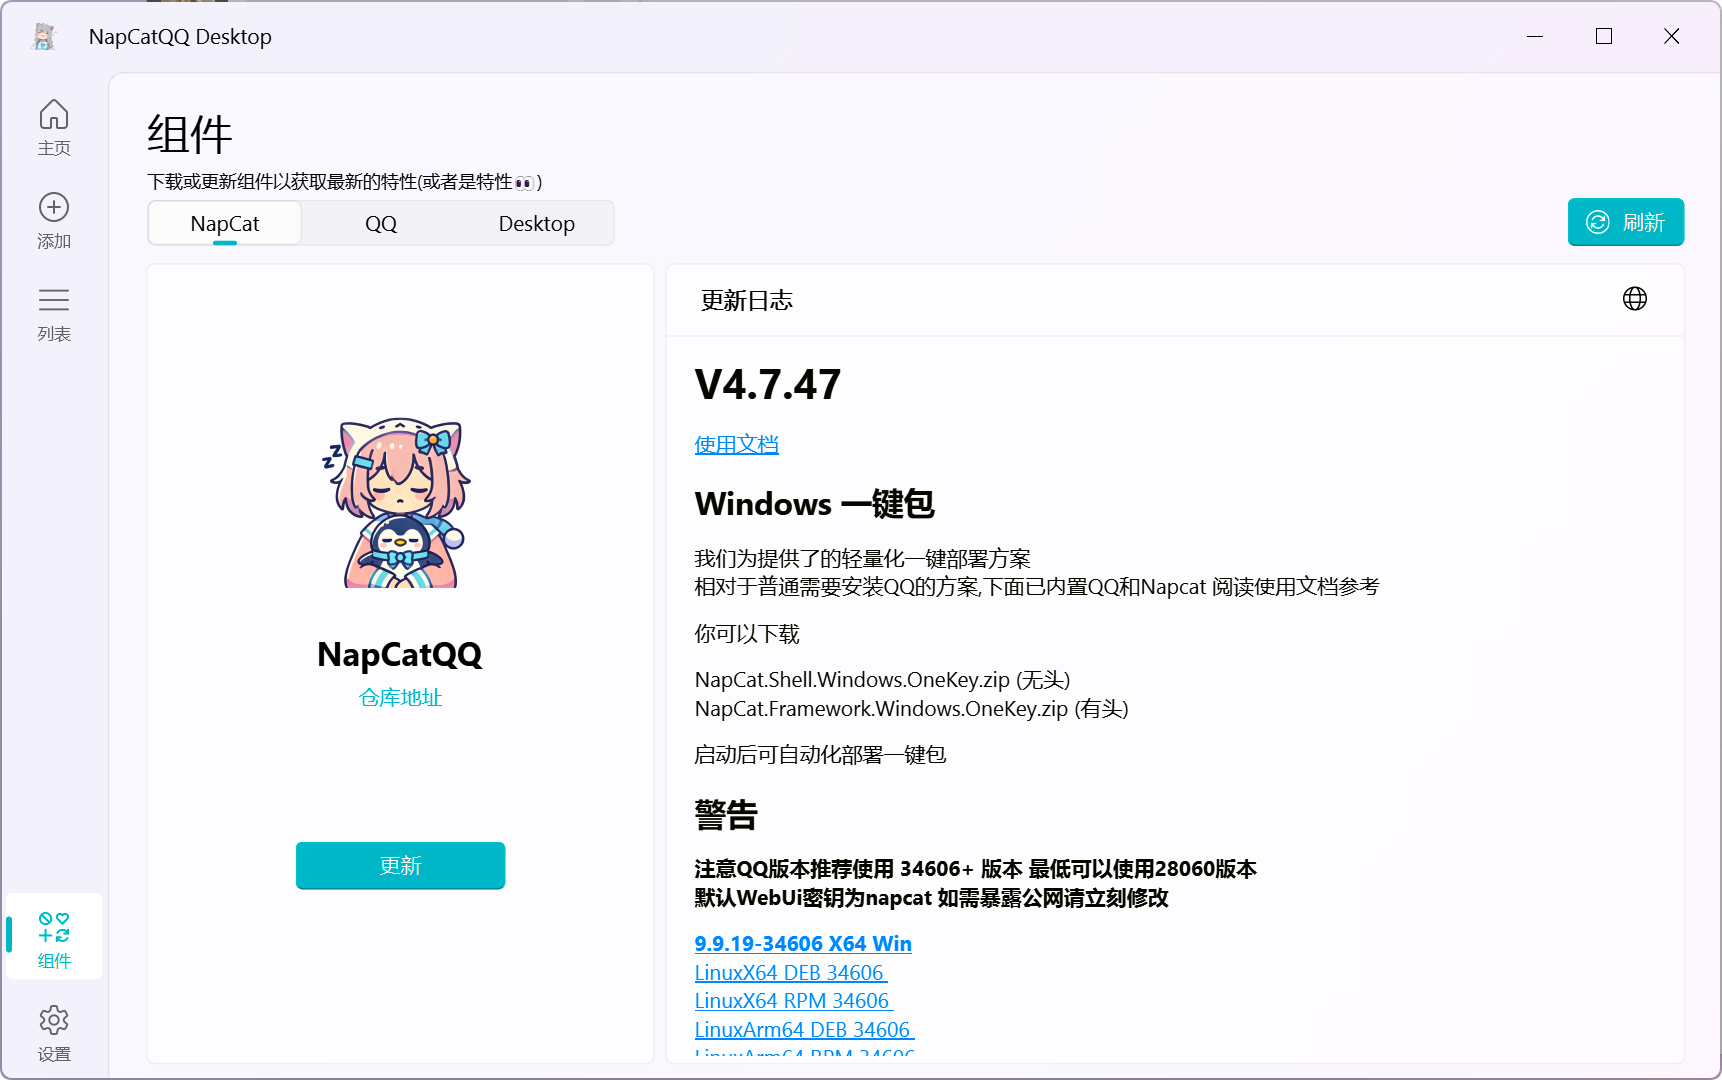 NapCatQQ Desktop
主页
添加
列表
组件
设置
组件
下载或更新组件以获取最新的特性(或者是特性👀)
NapCat
QQ
Desktop
刷新
zzz
NapCatQQ
仓库地址
更新
更新日志
V4.7.47
使用文档
Windows 一键包
我们为提供了的轻量化一键部署方案
相对于普通需要安装QQ的方案,下面已内置QQ和Napcat 阅读使用文档参考
你可以下载
NapCat.Shell.Windows.OneKey.zip (无头)
NapCat.Framework.Windows.OneKey.zip (有头)
启动后可自动化部署一键包
警告
注意QQ版本推荐使用 34606+ 版本 最低可以使用28060版本
默认WebUi密钥为napcat 如需暴露公网请立刻修改
9.9.19-34606 X64 Win
LinuxX64 DEB 34606
LinuxX64 RPM 34606
LinuxArm64 DEB 34606
LinuxArm64 RPM 34606